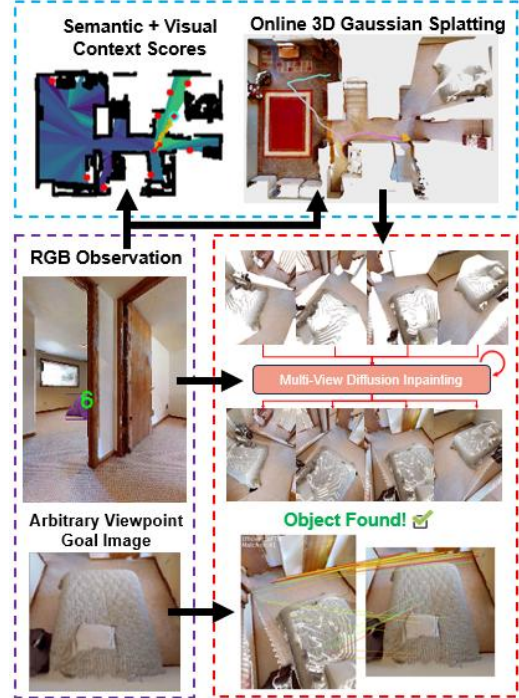 Semantic + Visual
Context Scores
Online 3D Gaussian Splatting
RGB Observation
6
Multi-View Diffusion Inpainting
Arbitrary Viewpoint
Goal Image
Object Found!